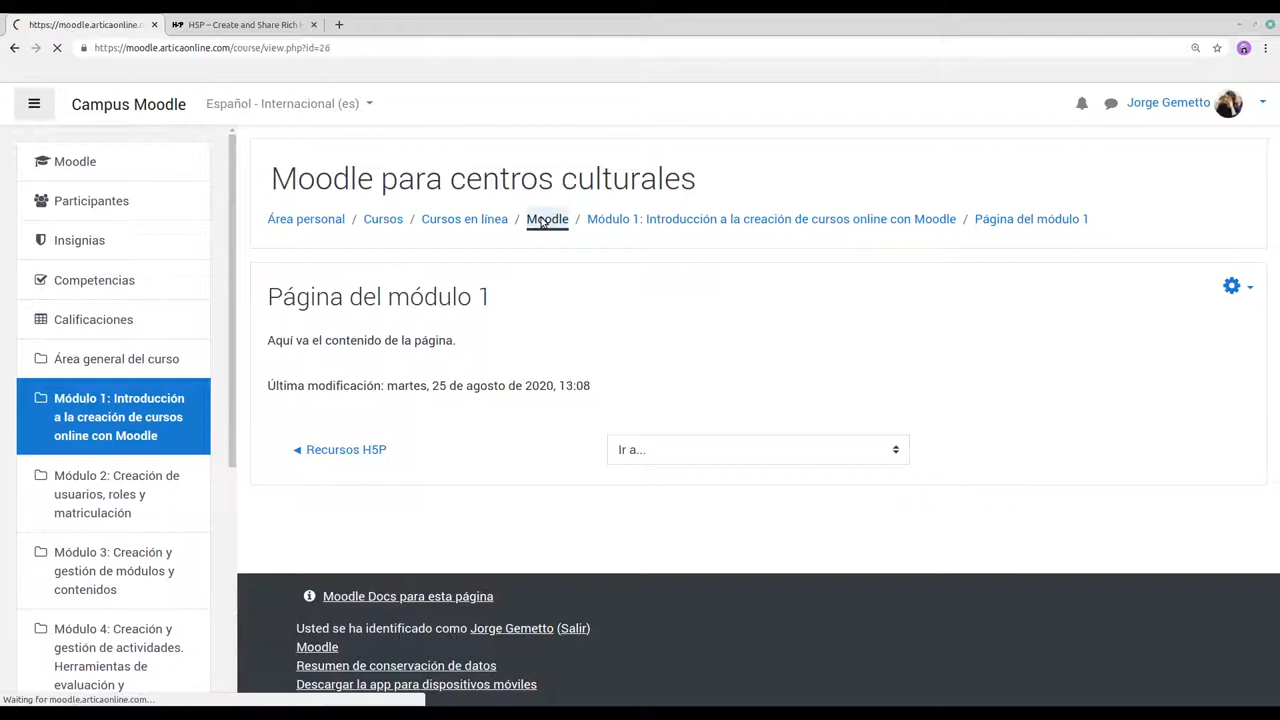 https://moodle.articaonline.
H5P – Create and Share Rich
https://moodle.articaonline.com/course/view.php?id=26
Campus Moodle
Español - Internacional (es)
Jorge Gemetto
Moodle
Participantes
Insignias
Competencias
Calificaciones
Área general del curso
Módulo 1: Introducción
a la creación de cursos
online con Moodle
Módulo 2: Creación de
usuarios, roles y
matriculación
Módulo 3: Creación y
gestión de módulos y
contenidos
Módulo 4: Creación y
gestión de actividades.
Herramientas de
evaluación y
Moodle para centros culturales
Área personal / Cursos / Cursos en línea / Moodle / Módulo 1: Introducción a la creación de cursos online con Moodle / Página del módulo 1
Página del módulo 1
Aquí va el contenido de la página.
Última modificación: martes, 25 de agosto de 2020, 13:08
◄ Recursos H5P
Ir a...
Moodle Docs para esta página
Usted se ha identificado como Jorge Gemetto (Salir)
Moodle
Resumen de conservación de datos
Descargar la app para dispositivos móviles
Waiting for moodle.articaonline.com...